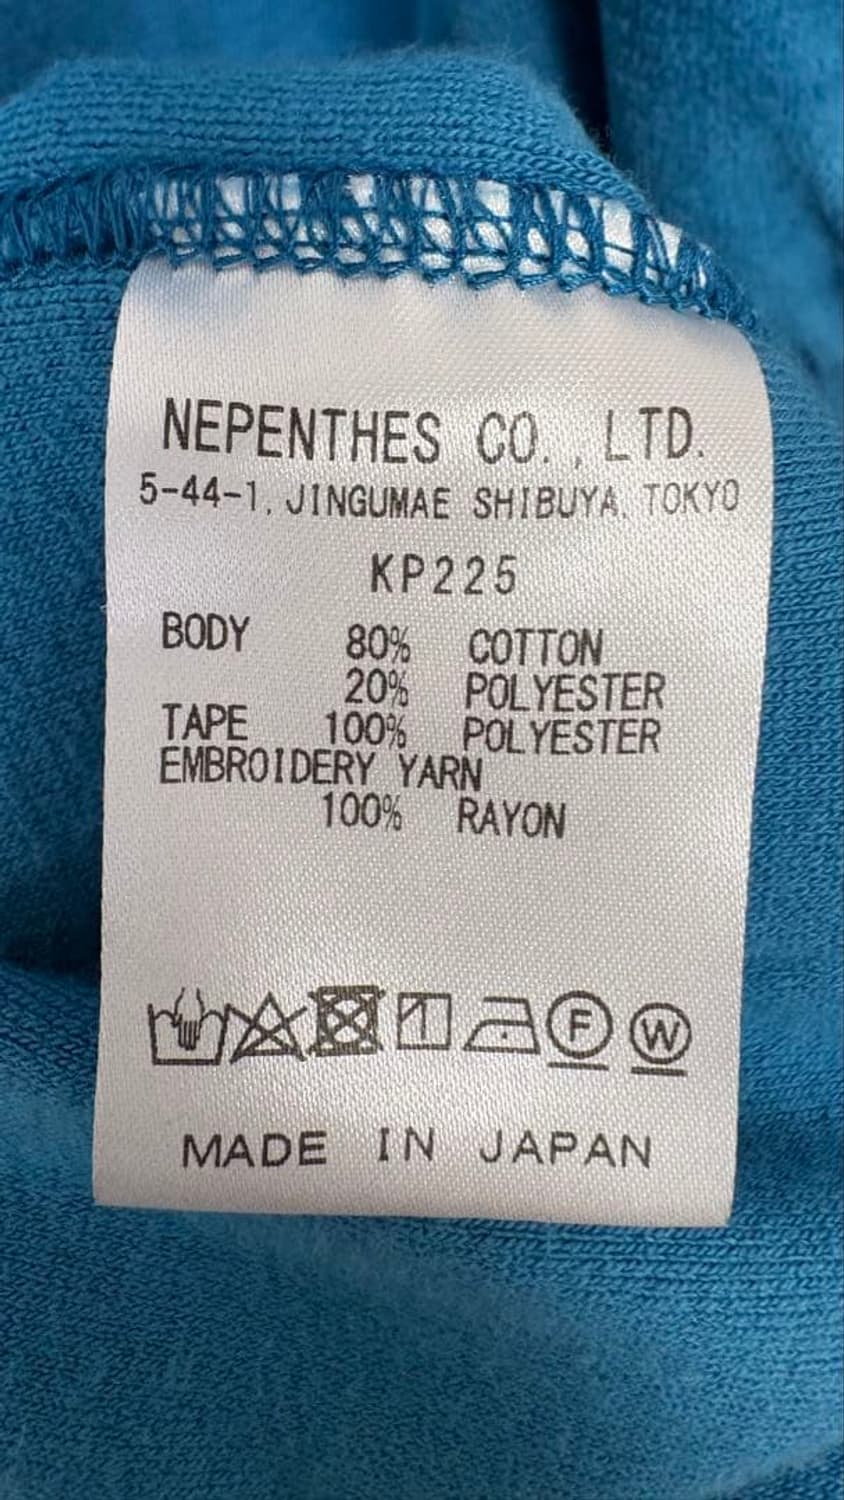 NEPENTHES CO., LTD.
5-44-1, JINGUMAE SHIBUYA, TOKYO
KP225
BODY 80% COTTON
20% POLYESTER
TAPE 100% POLYESTER
EMBROIDERY YARN
100% RAYON
F W
MADE IN JAPAN